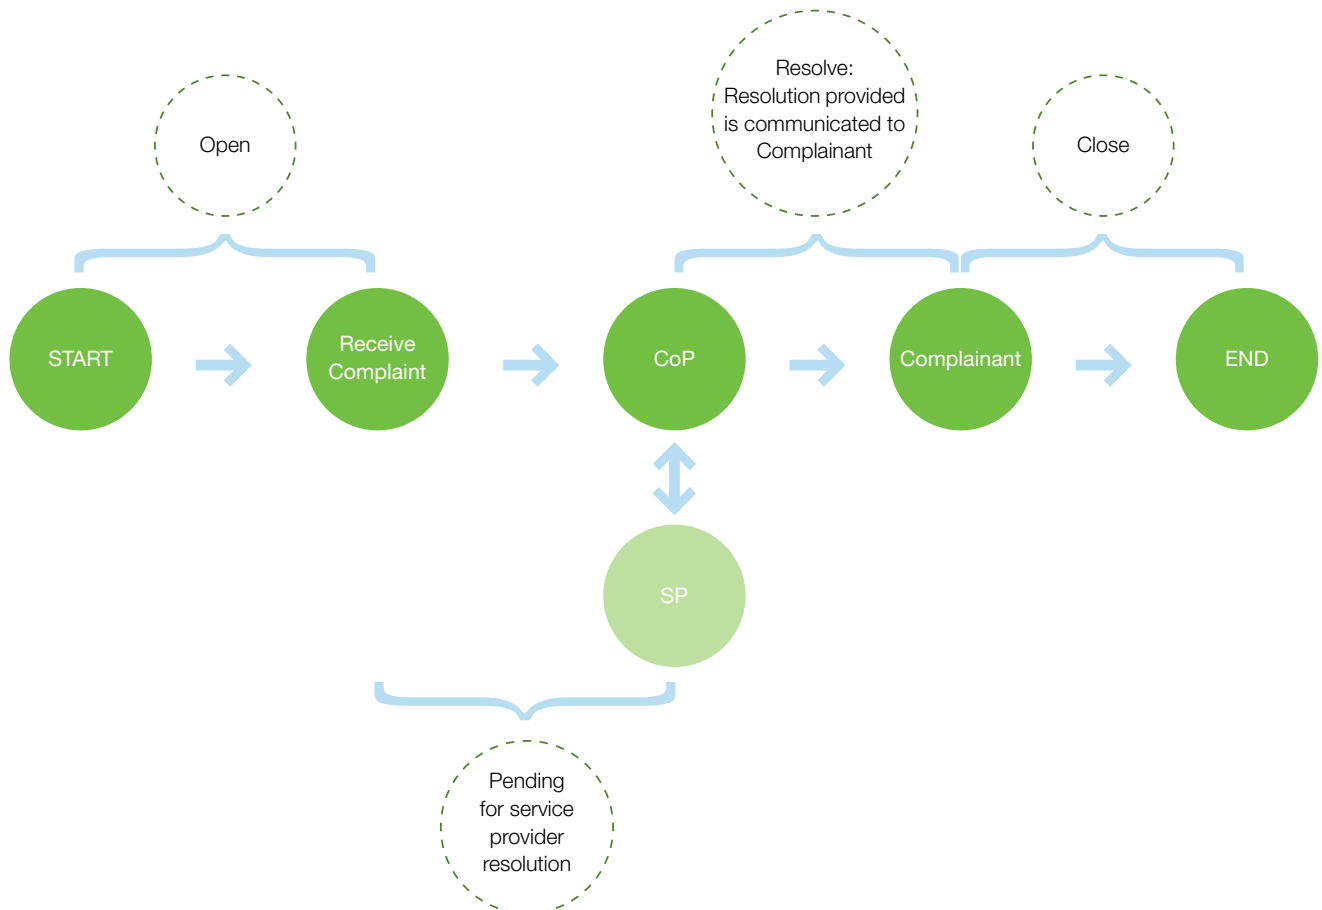 Resolve:
Resolution provided
is communicated to
Complainant
Open
Close
START
Receive
Complaint
CoP
Complainant
END
SP
Pending
for service
provider
resolution